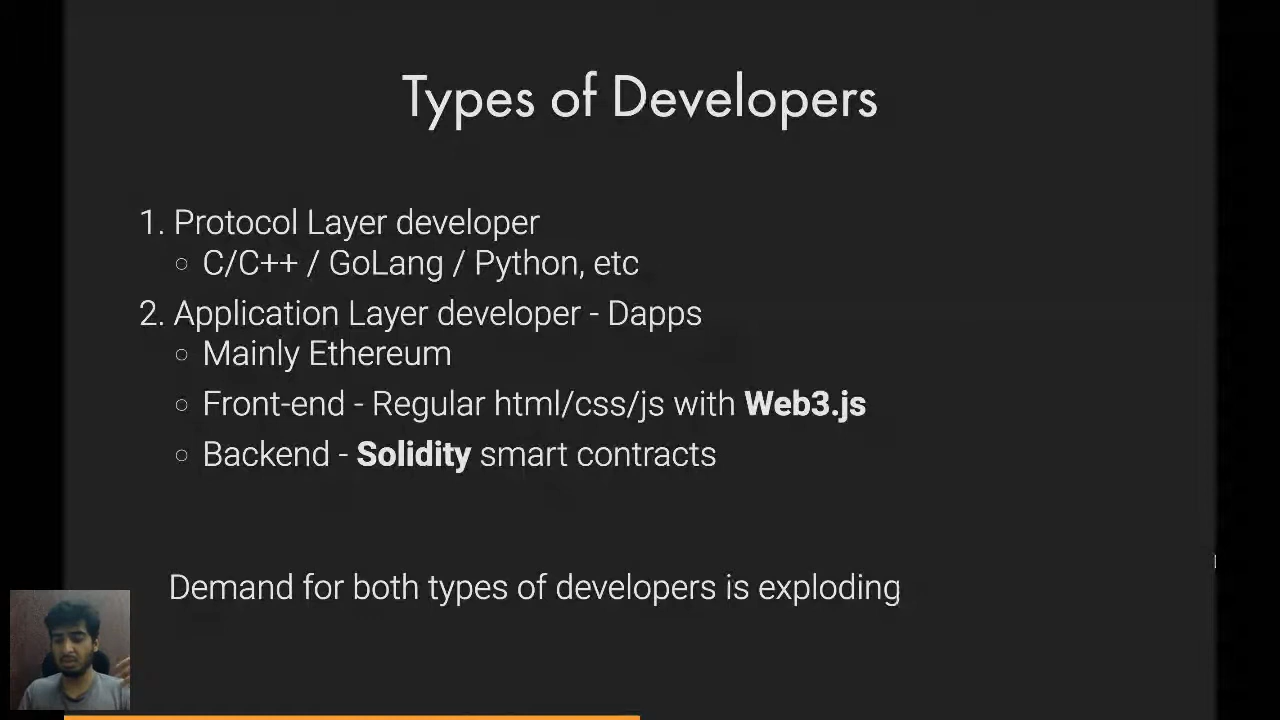 Types of Developers
1. Protocol Layer developer
○ C/C++ / GoLang / Python, etc
2. Application Layer developer - Dapps
○ Mainly Ethereum
○ Front-end - Regular html/css/js with Web3.js
○ Backend - Solidity smart contracts
Demand for both types of developers is exploding